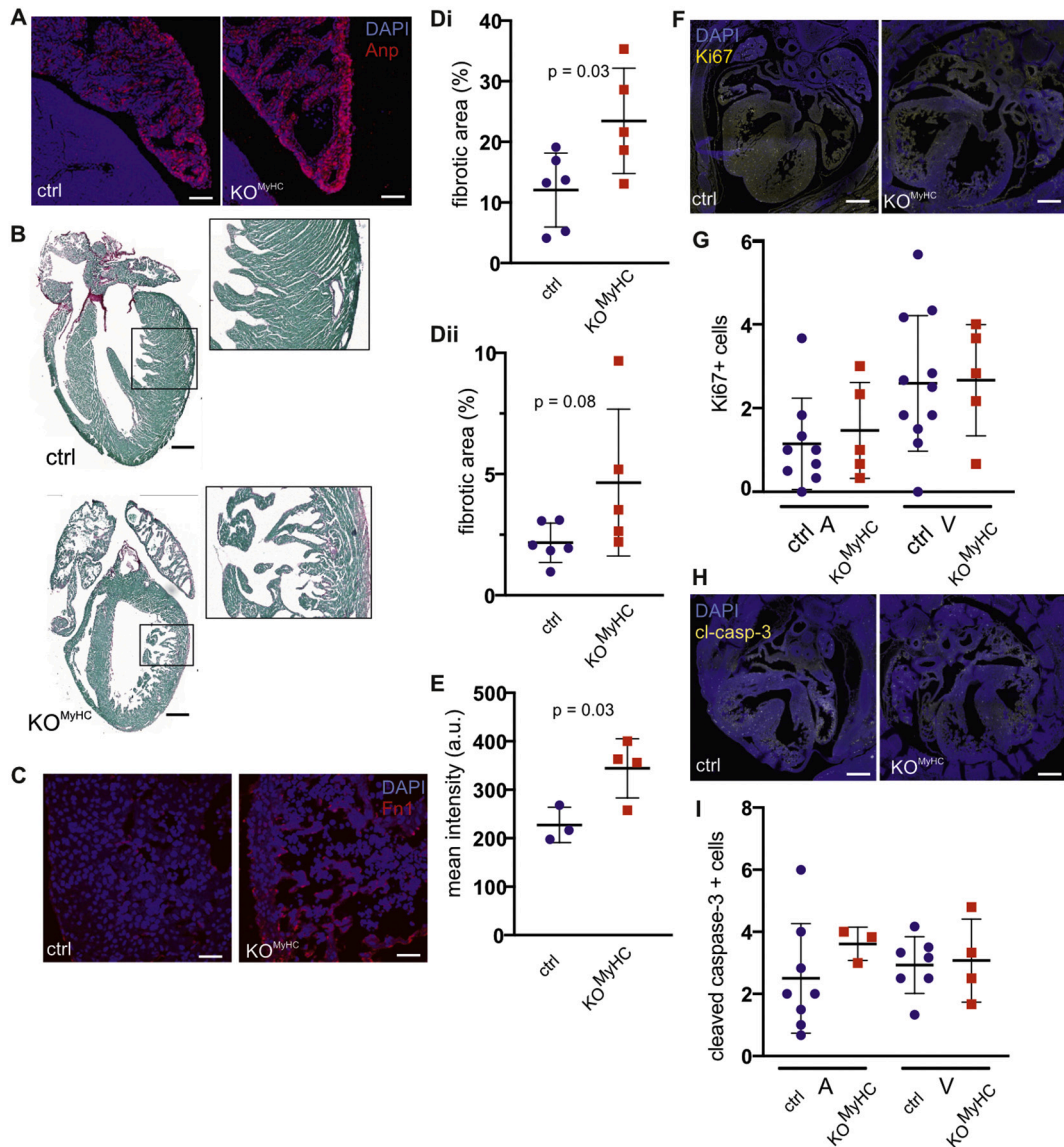 A
DAPI
Anp
ctrl
KO^MyHC
B
ctrl
KO^MyHC
C
DAPI
Fn1
ctrl
KO^MyHC
Di
fibrotic area (%)
40
30
20
10
0
p = 0.03
ctrl
KO^MyHC
Dii
fibrotic area (%)
10
5
0
p = 0.08
ctrl
KO^MyHC
E
mean intensity (a.u.)
500
400
300
200
100
0
p = 0.03
ctrl
KO^MyHC
F
DAPI
Ki67
ctrl
KO^MyHC
G
Ki67+ cells
6
4
2
0
ctrl
A
KO^MyHC
ctrl
V
KO^MyHC
H
DAPI
cl-casp-3
ctrl
KO^MyHC
I
cleaved caspase-3 + cells
8
6
4
2
0
ctrl
A
KO^MyHC
ctrl
V
KO^MyHC